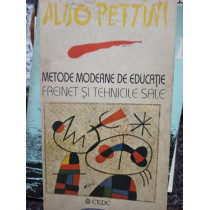 ALDO PETTINI
METODE MODERNE DE EDUCAȚIE
FREINET ȘI TEHNICILE SALE
CEDC